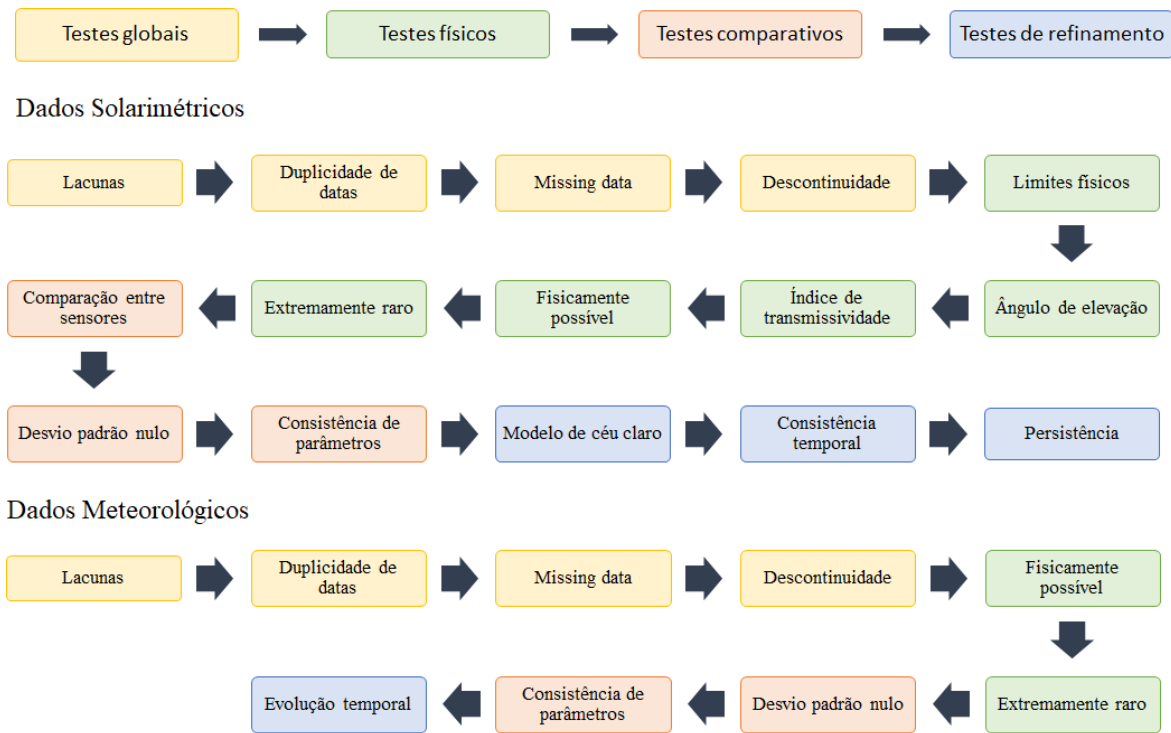 Testes globais
Testes físicos
Testes comparativos
Testes de refinamento
Dados Solarimétricos
Lacunas
Duplicidade de
datas
Missing data
Descontinuidade
Limites físicos
Ângulo de elevação
Índice de
transmissividade
Fisicamente
possível
Extremamente raro
Comparação entre
sensores
Desvio padrão nulo
Consistência de
parâmetros
Modelo de céu claro
Consistência
temporal
Persistência
Dados Meteorológicos
Lacunas
Duplicidade de
datas
Missing data
Descontinuidade
Fisicamente
possível
Extremamente raro
Desvio padrão nulo
Consistência de
parâmetros
Evolução temporal